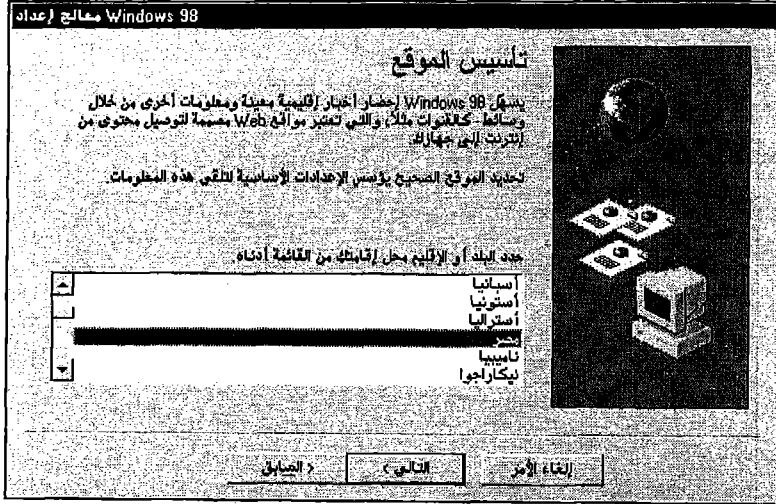 معالج إعداد Windows 98
تأسيس الموقع
يسهّل Windows 98 إحضار أخبار إقليمية معينة ومعلومات أخرى من خلال
وسائط كالقنوات مثلاً، والتي تعتبر مواقع Web مصممة لتوصيل محتوى من
إنترنت إلى جهازك.
تحديد الموقع الصحيح يؤسس الإعدادات الأساسية لتلقي هذه المعلومات.
حدد البلد أو الإقليم محل إقامتك من القائمة أدناه
أسبانيا
أستونيا
أستراليا
مصر
ناميبيا
نيكاراجوا
< السابق
التالي >
إلغاء الأمر